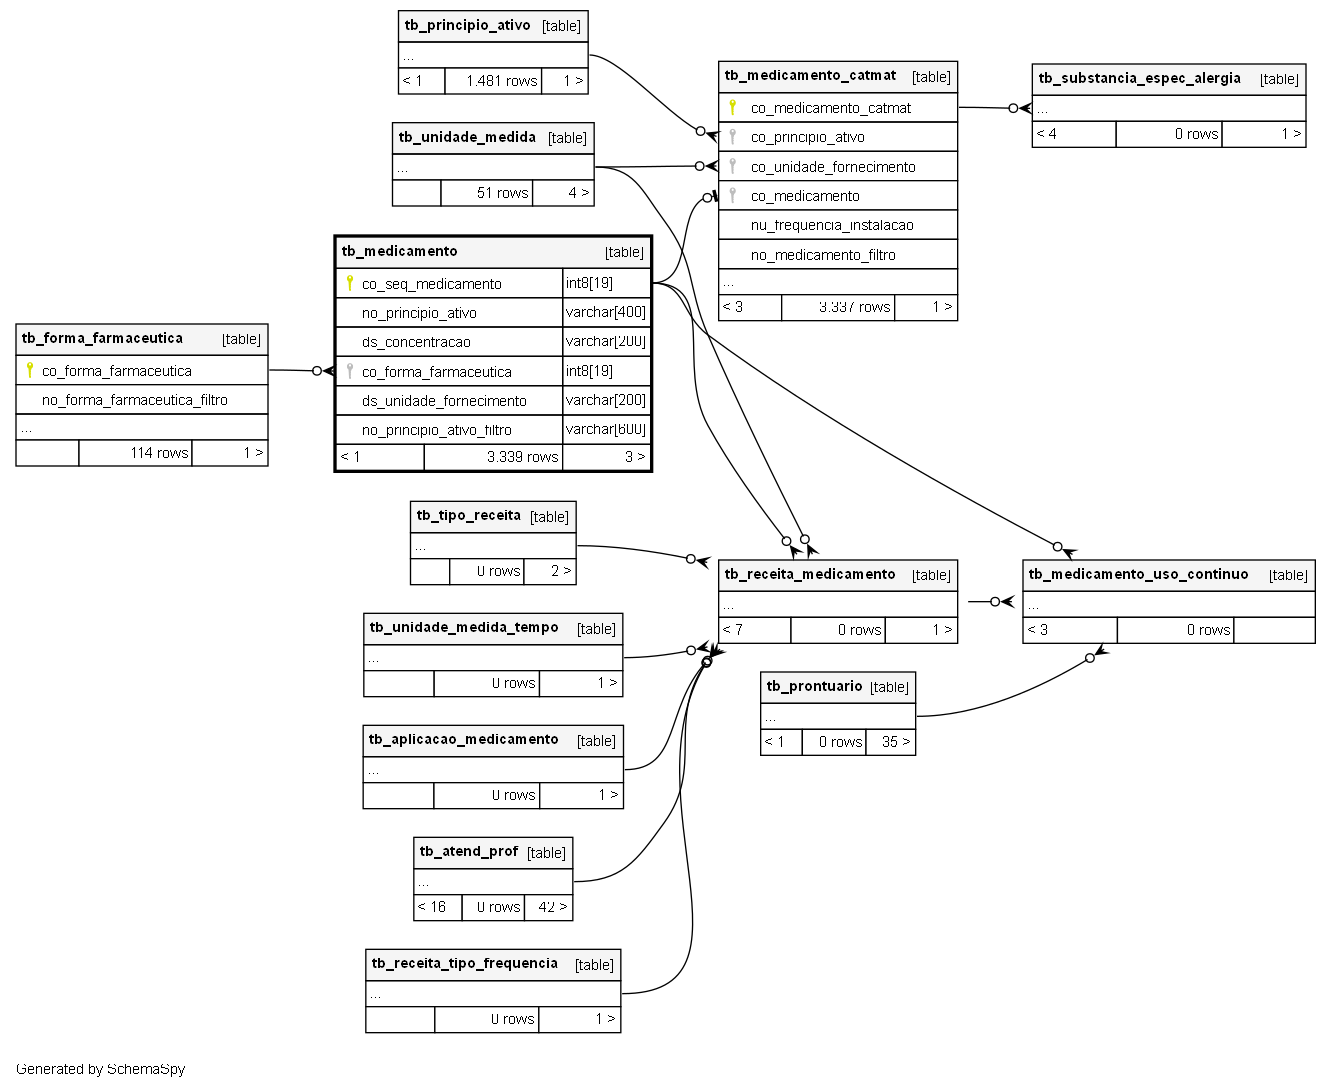 tb_principio_ativo [table]
...
< 1 1.481 rows 1 >
tb_unidade_medida [table]
...
51 rows 4 >
tb_medicamento_catmat [table]
co_medicamento_catmat
co_principio_ativo
co_unidade_fornecimento
co_medicamento
nu_frequencia_instalacao
no_medicamento_filtro
...
< 3 3.337 rows 1 >
tb_substancia_espec_alergia [table]
...
< 4 0 rows 1 >
tb_medicamento [table]
co_seq_medicamento int8[19]
no_principio_ativo varchar[400]
ds_concentracao varchar[200]
co_forma_farmaceutica int8[19]
ds_unidade_fornecimento varchar[200]
no_principio_ativo_filtro varchar[600]
< 1 3.339 rows 3 >
tb_forma_farmaceutica [table]
co_forma_farmaceutica
no_forma_farmaceutica_filtro
...
114 rows 1 >
tb_tipo_receita [table]
...
0 rows 2 >
tb_receita_medicamento [table]
...
< 7 0 rows 1 >
tb_medicamento_uso_continuo [table]
...
< 3 0 rows
tb_unidade_medida_tempo [table]
...
0 rows 1 >
tb_prontuario [table]
...
< 1 0 rows 35 >
tb_aplicacao_medicamento [table]
...
0 rows 1 >
tb_atend_prof [table]
...
< 16 0 rows 42 >
tb_receita_tipo_frequencia [table]
...
0 rows 1 >
Generated by SchemaSpy